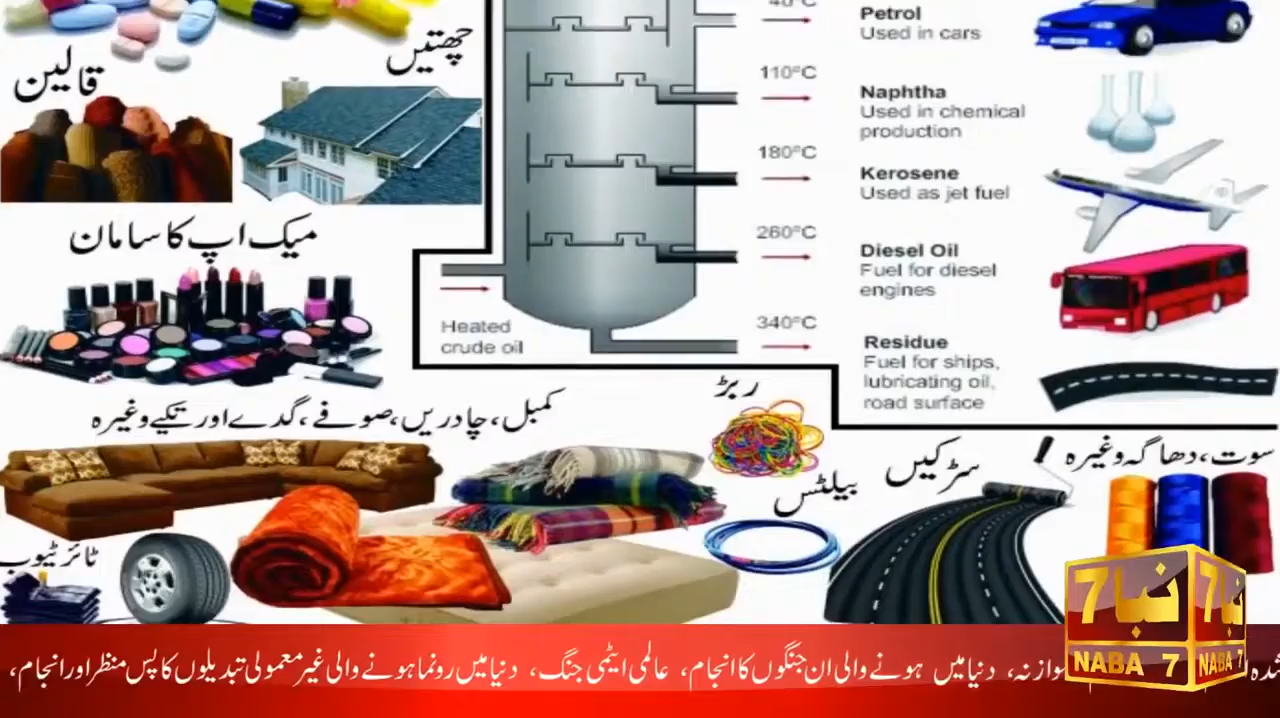 40°C
Petrol
Used in cars
چھتیں
قالین
110°C
Naphtha
Used in chemical
production
180°C
Kerosene
Used as jet fuel
میک اپ کا سامان
260°C
Diesel Oil
Fuel for diesel
engines
Heated
crude oil
340°C
Residue
Fuel for ships,
lubricating oil,
road surface
ربڑ
کمبل، چادریں، صوفے، گدے اور تکیے وغیرہ
سوت، دھاگہ وغیرہ
سڑکیں
بیلٹس
ٹائر ٹیوب
نبا 7
نبا 7
NABA 7
NABA 7
شدہ
وازنہ، دنیا میں ہونے والی ان جنگوں کا انجام، عالمی ایٹمی جنگ، دنیا میں رونما ہونے والی غیر معمولی تبدیلوں کا پس منظر اور انجام،